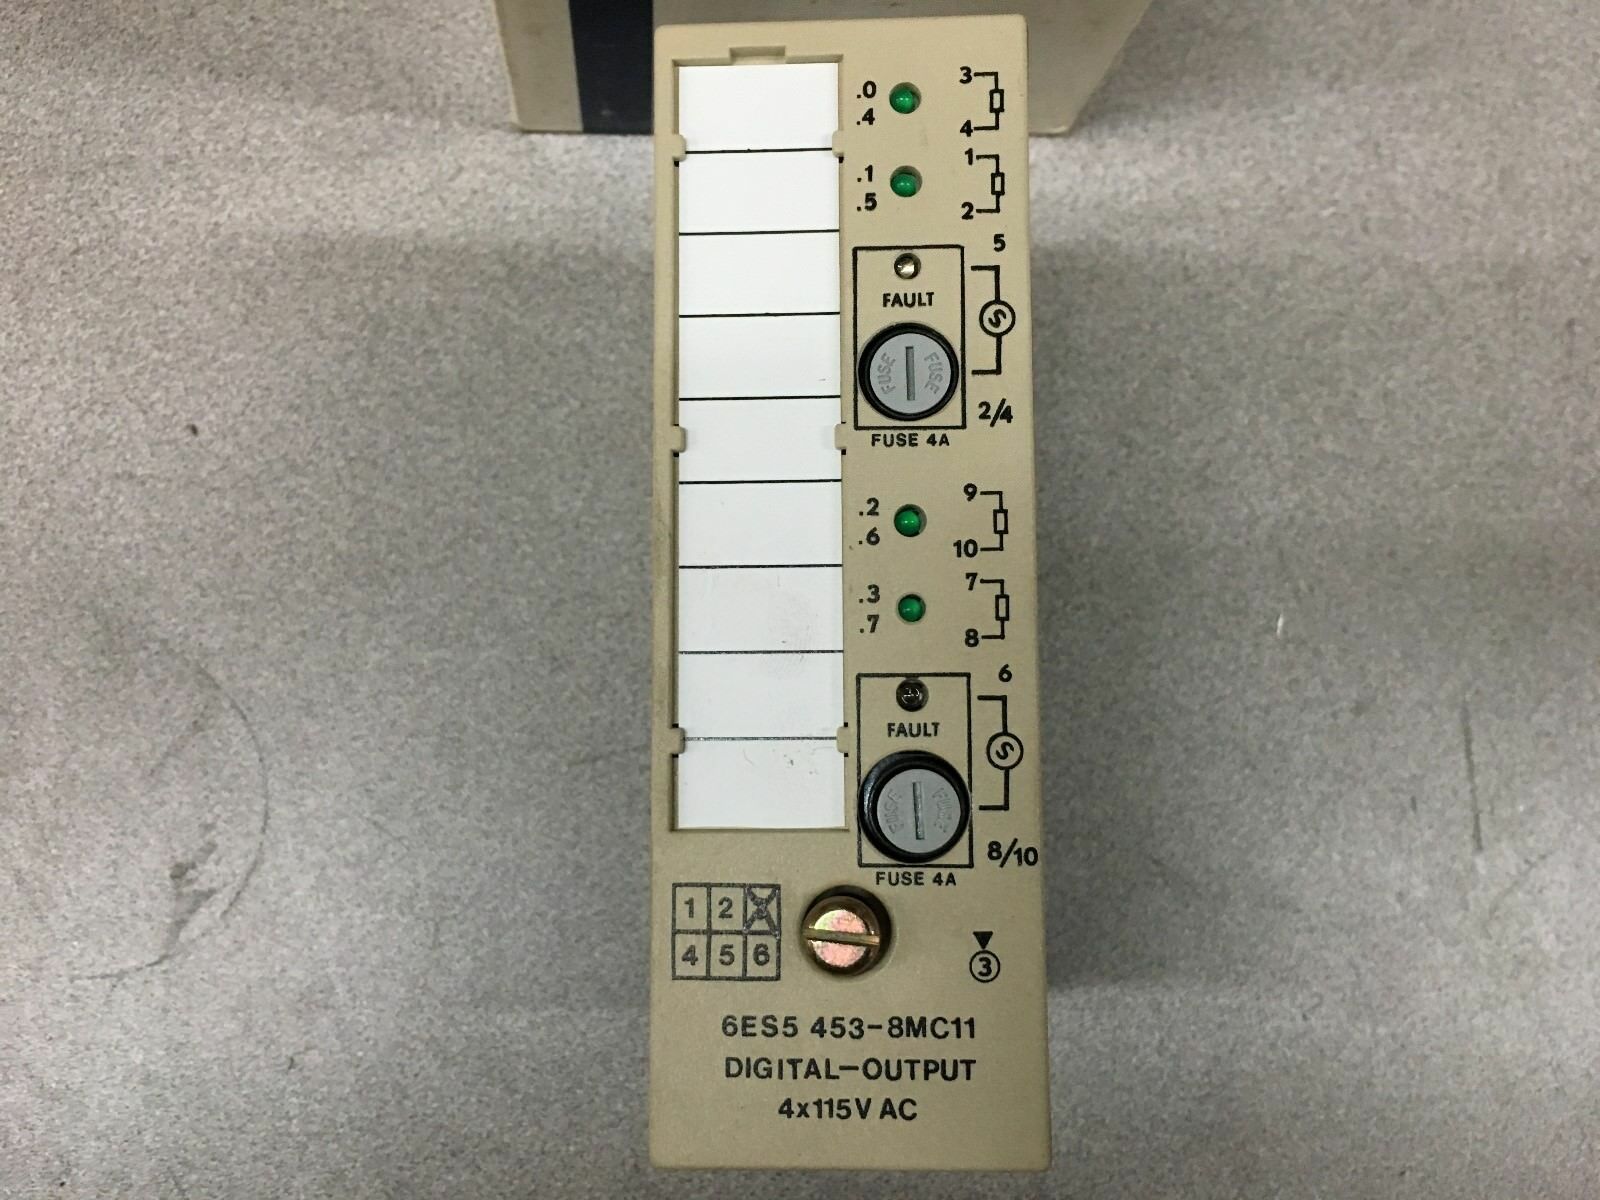 .0 3
.4 4
.1 1
.5 2
5
FAULT
FUSE FUSE
2/4
FUSE 4A
.2 9
.6 10
.3 7
.7 8
6
FAULT
FUSE FUSE
8/10
FUSE 4A
1 2
4 5 6
3
6ES5 453-8MC11
DIGITAL-OUTPUT
4x115V AC